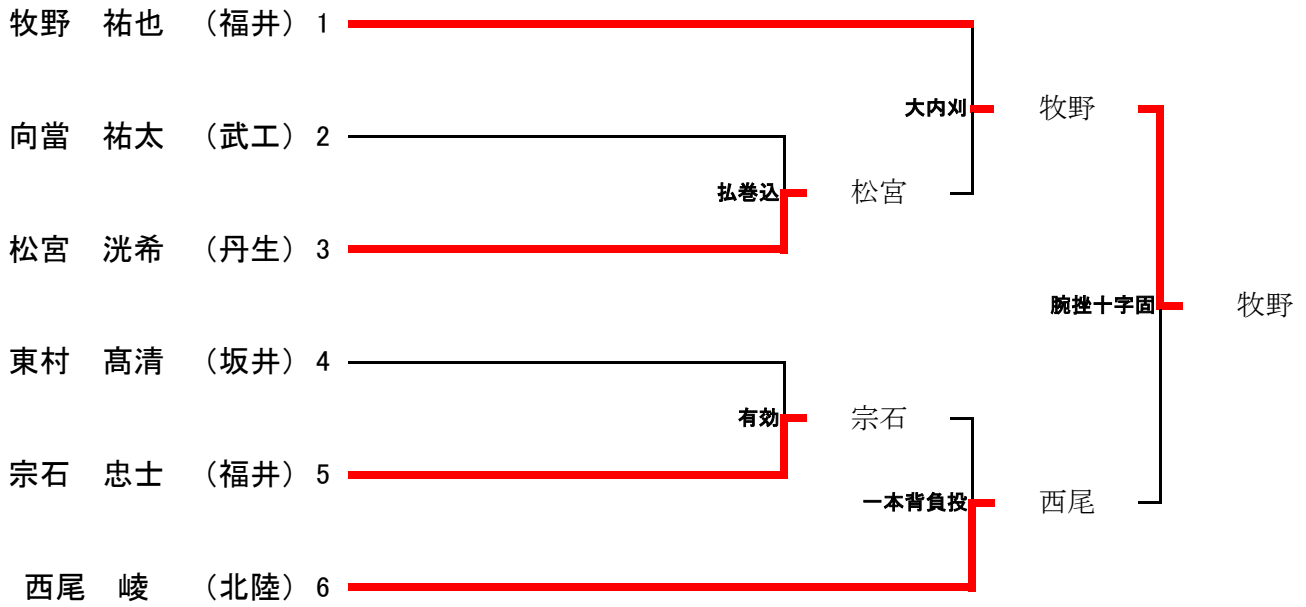 牧野　祐也　（福井） 1
大内刈　牧野
向當　祐太　（武工） 2
払巻込　松宮
松宮　洸希　（丹生） 3
腕挫十字固　牧野
東村　髙清　（坂井） 4
有効　宗石
宗石　忠士　（福井） 5
一本背負投　西尾
西尾　崚　（北陸） 6